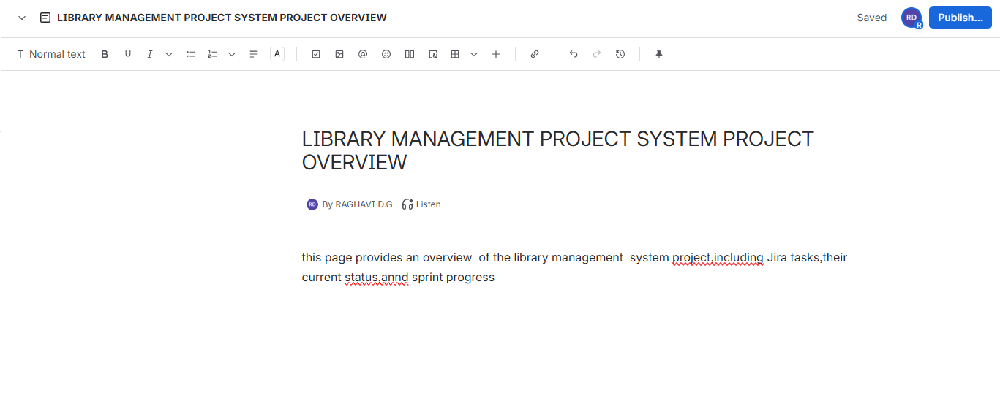 LIBRARY MANAGEMENT PROJECT SYSTEM PROJECT OVERVIEW
Saved
RD
R
Publish...
T Normal text
B U I
A
LIBRARY MANAGEMENT PROJECT SYSTEM PROJECT
OVERVIEW
RD By RAGHAVI D.G Listen
this page provides an overview  of the library management  system project,including Jira tasks,their
current status,annd sprint progress